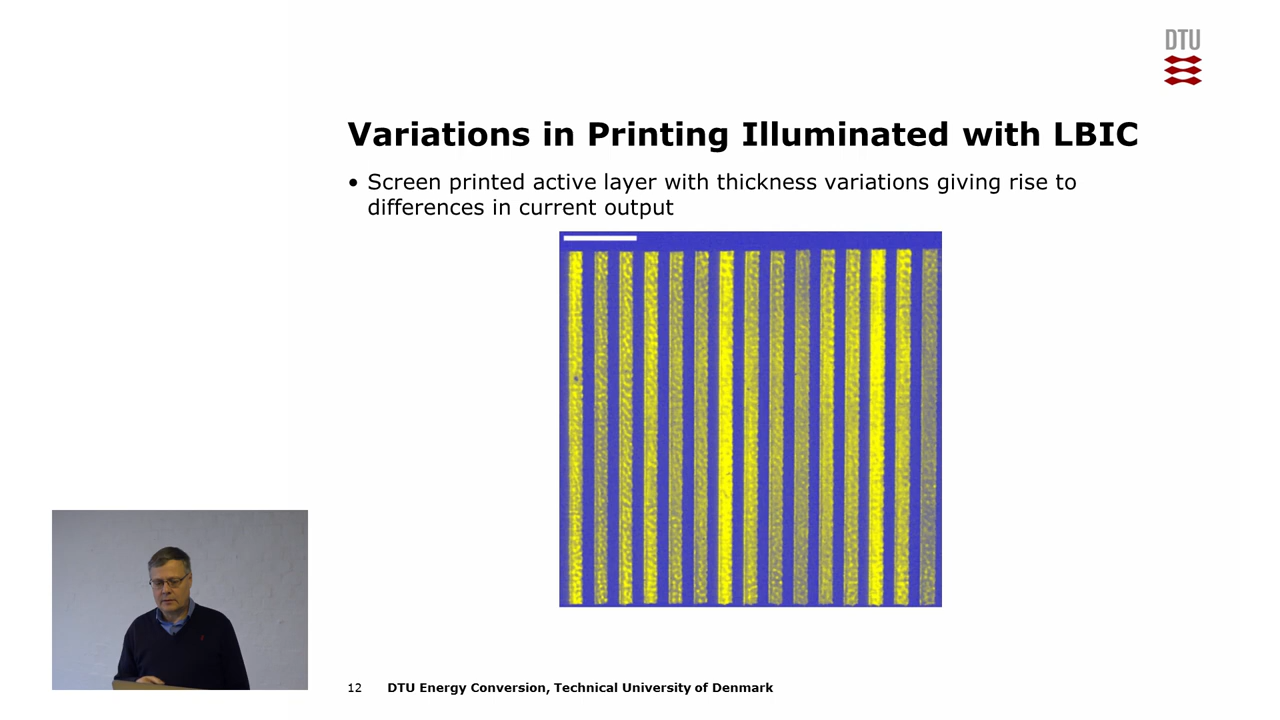 DTU
Variations in Printing Illuminated with LBIC
• Screen printed active layer with thickness variations giving rise to
differences in current output
12 DTU Energy Conversion, Technical University of Denmark